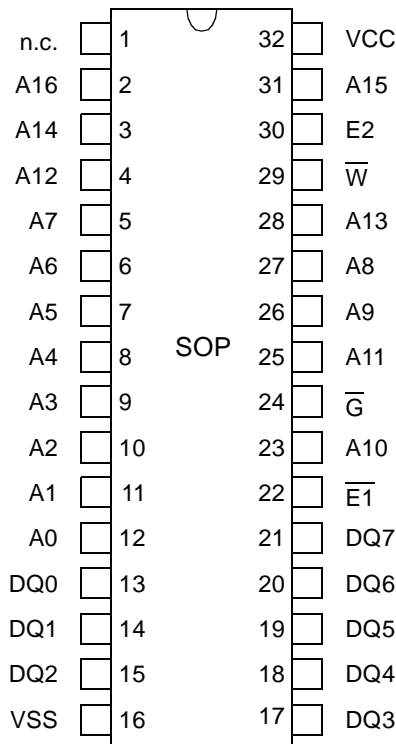 n.c. 1 32 VCC
A16 2 31 A15
A14 3 30 E2
A12 4 29 W̅
A7 5 28 A13
A6 6 27 A8
A5 7 26 A9
SOP
A4 8 25 A11
A3 9 24 G̅
A2 10 23 A10
A1 11 22 E̅1̅
A0 12 21 DQ7
DQ0 13 20 DQ6
DQ1 14 19 DQ5
DQ2 15 18 DQ4
VSS 16 17 DQ3